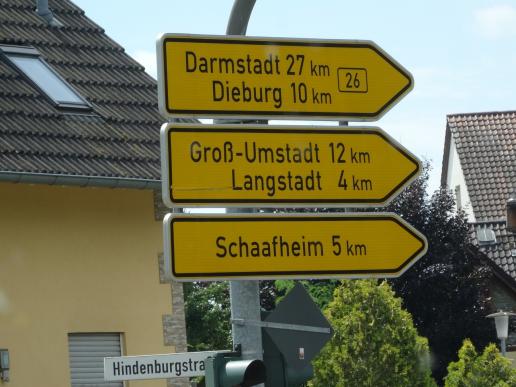 Darmstadt 27 km
Dieburg 10 km
26
Groß-Umstadt 12 km
Langstadt 4 km
Schaafheim 5 km
Hindenburgstra